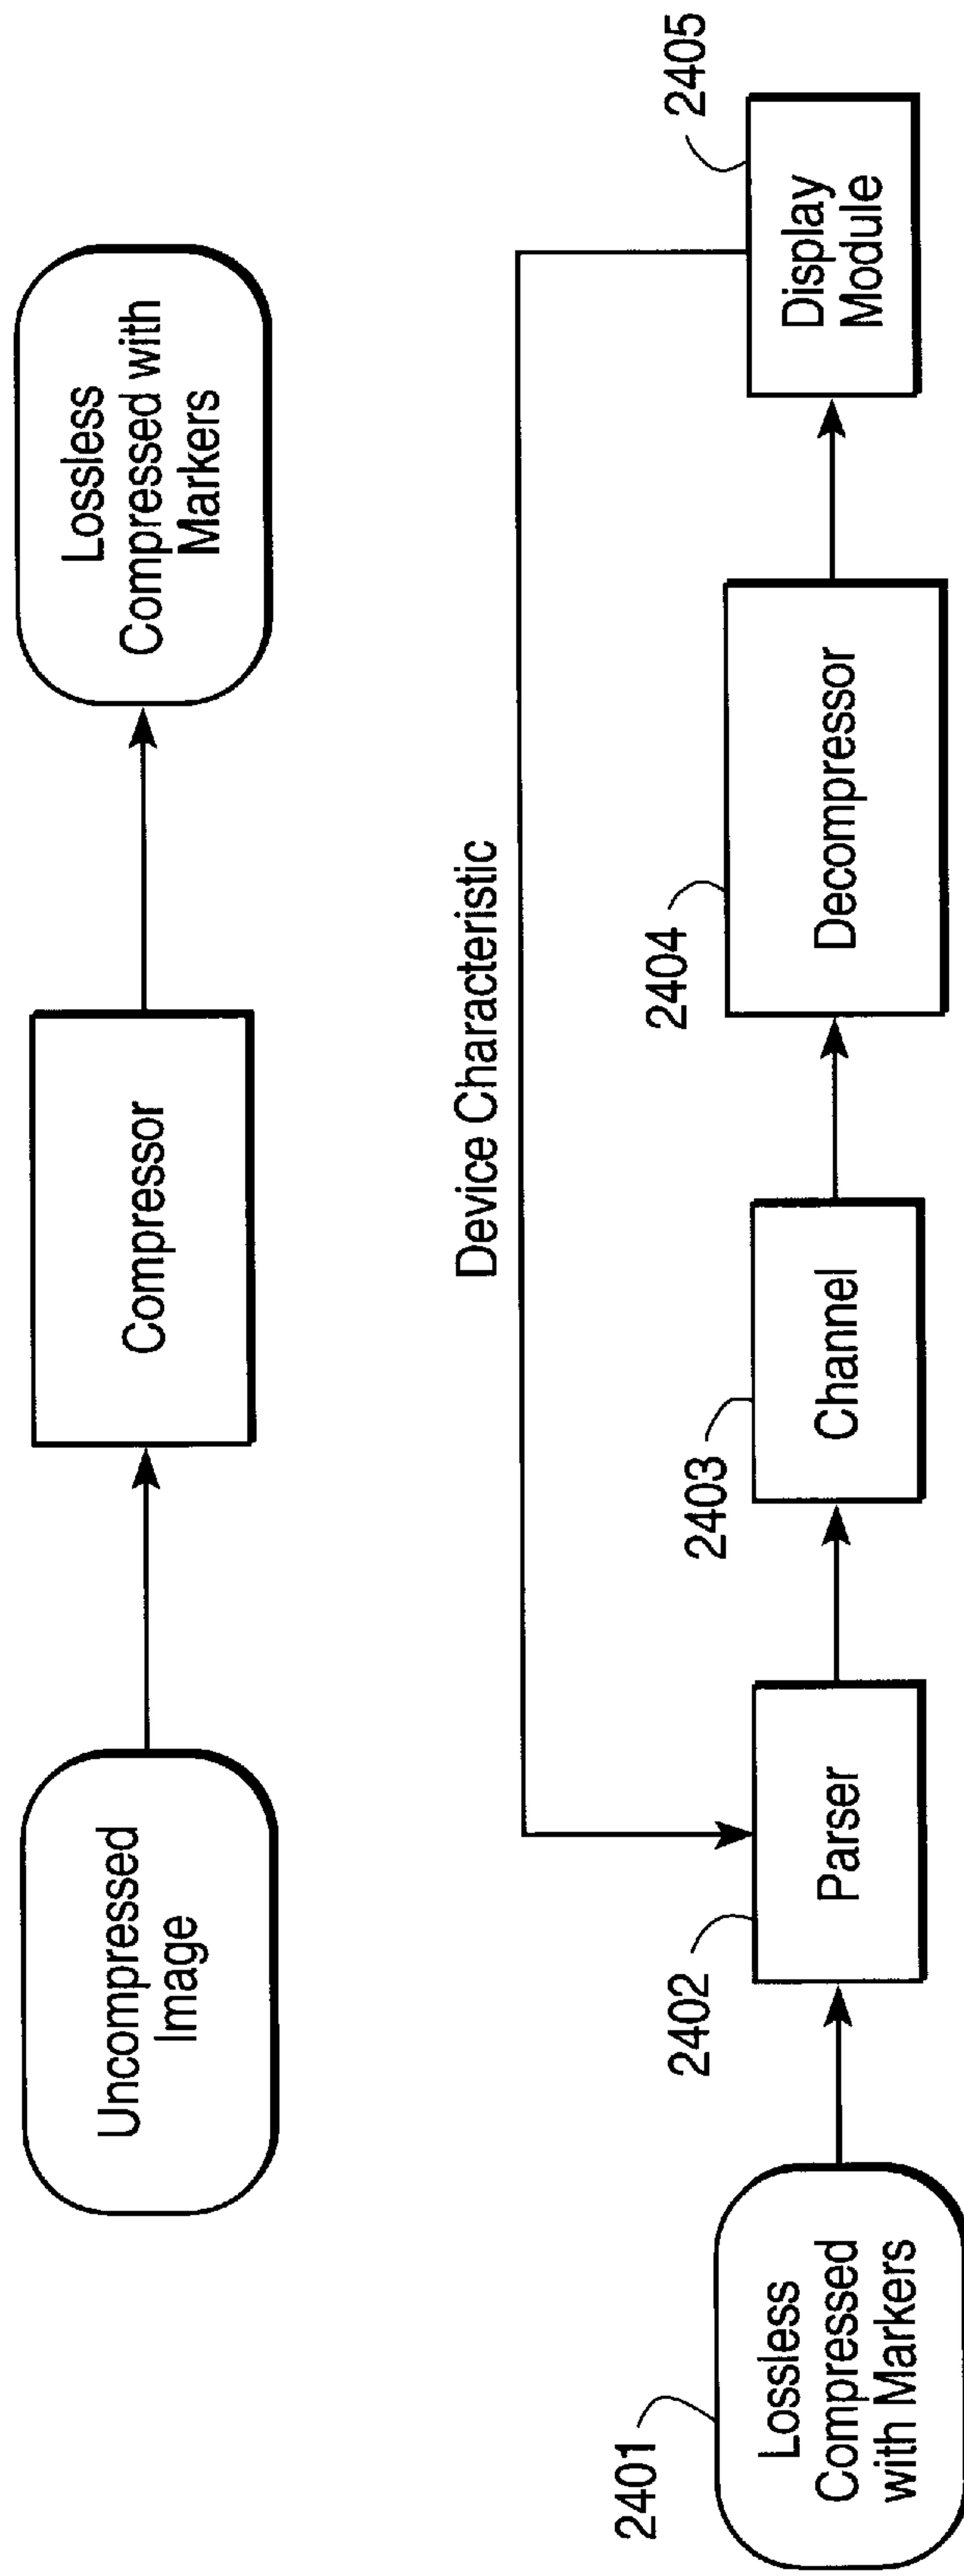 Uncompressed
Image
Compressor
Lossless
Compressed with
Markers
Device Characteristic
2401
Lossless
Compressed
with Markers
2402
Parser
2403
Channel
2404
Decompressor
2405
Display
Module